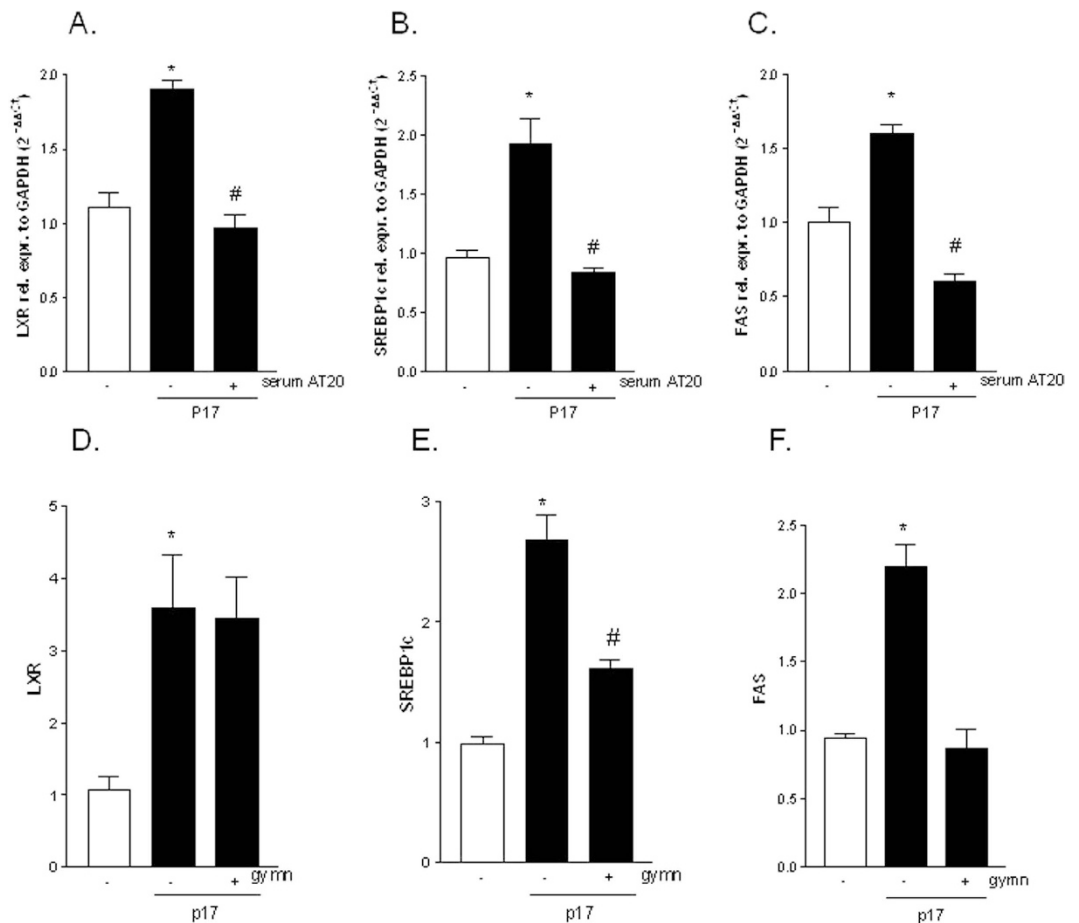 A.
LXR rel. expr. to GAPDH (2^-ΔΔCt)
2.0
1.5
1.0
0.5
0.0
*
#
- - + serum AT20
P17
B.
SREBP1c rel. expr. to GAPDH (2^-ΔΔCt)
2.5
2.0
1.5
1.0
0.5
0.0
*
#
- - + serum AT20
P17
C.
FAS rel. expr. to GAPDH (2^-ΔΔCt)
2.0
1.5
1.0
0.5
0.0
*
#
- - + serum AT20
P17
D.
LXR
5
4
3
2
1
0
*
- - + gymn
p17
E.
SREBP1c
3
2
1
0
*
#
- - +
p17
F.
FAS
2.5
2.0
1.5
1.0
0.5
0.0
*
- - + gymn
p17